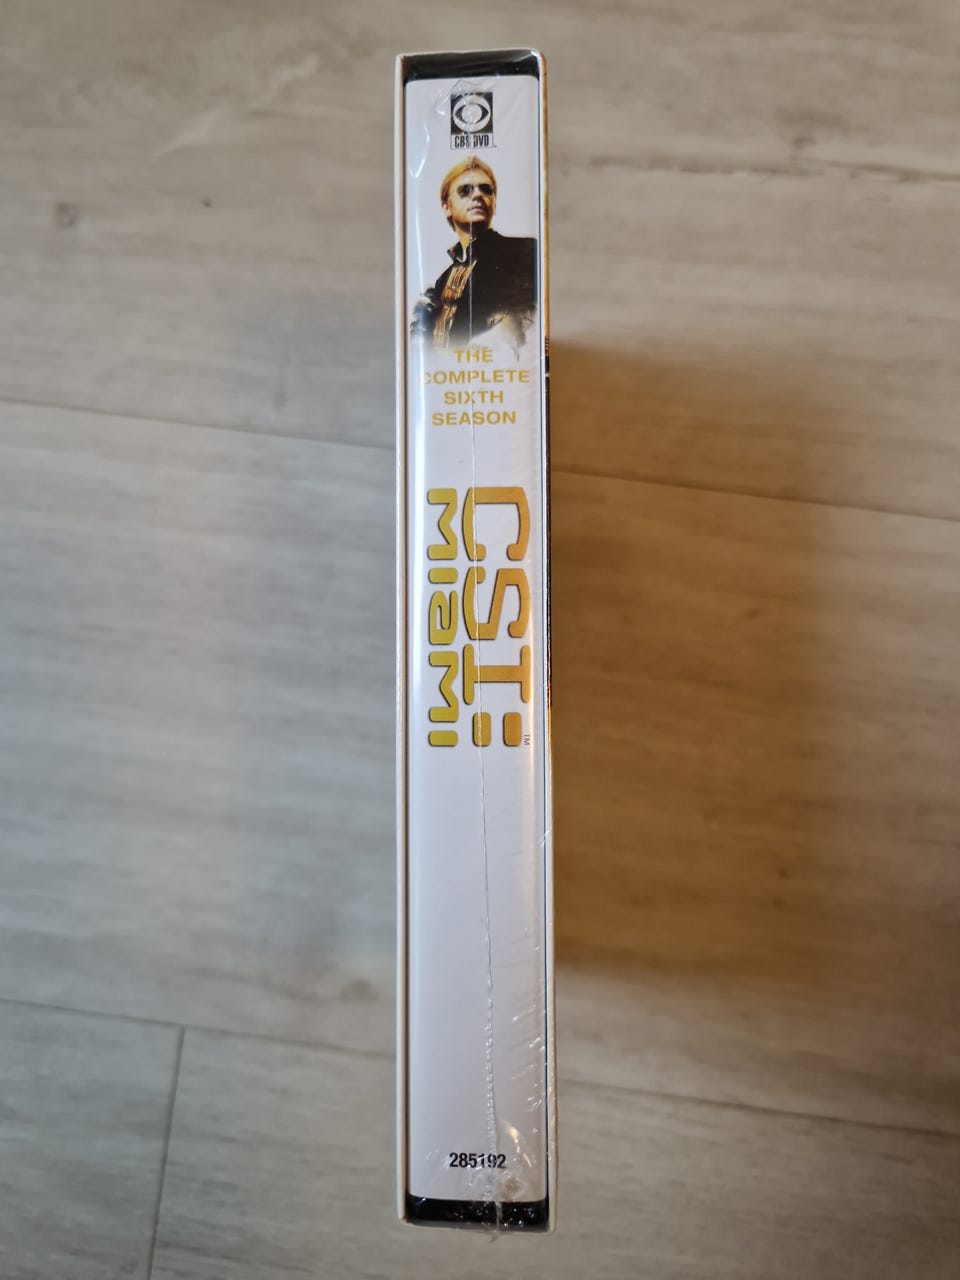 CBS DVD
THE
COMPLETE
SIXTH
SEASON
CSI:™
MIAMI
285192